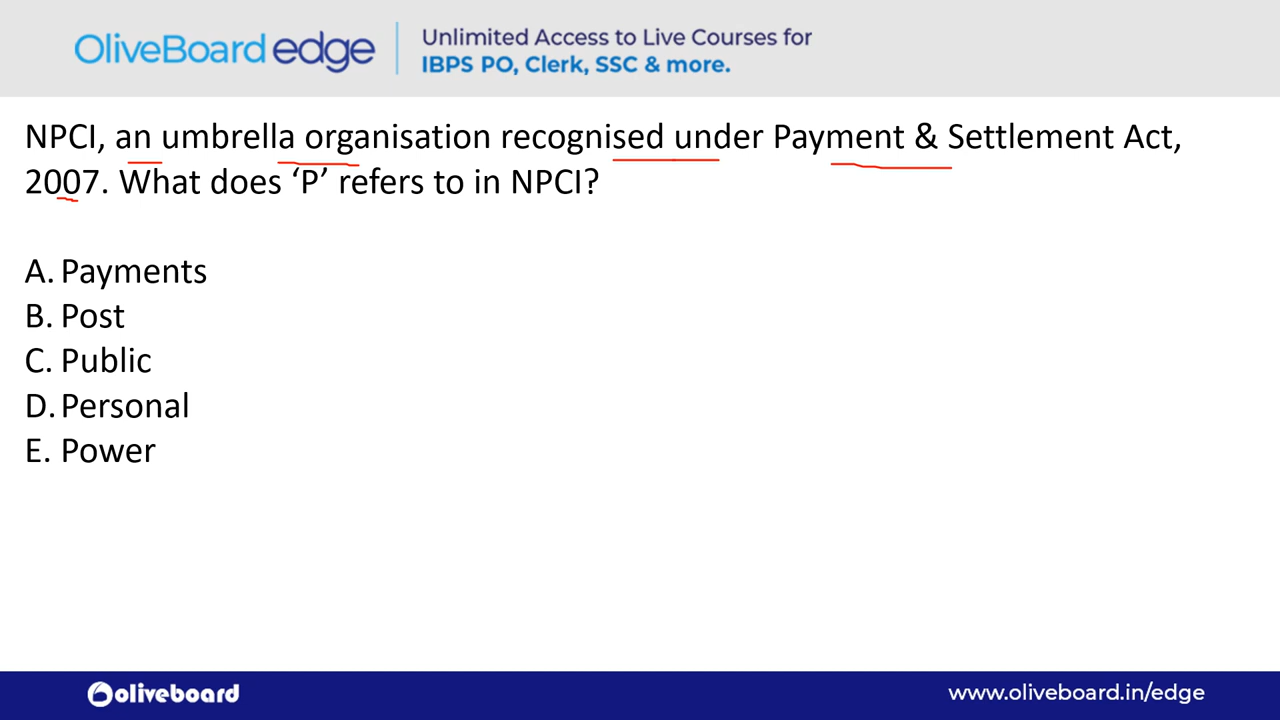 OliveBoard edge
Unlimited Access to Live Courses for
IBPS PO, Clerk, SSC & more.
NPCI, an umbrella organisation recognised under Payment & Settlement Act,
2007. What does ‘P’ refers to in NPCI?
A. Payments
B. Post
C. Public
D. Personal
E. Power
oliveboard
www.oliveboard.in/edge